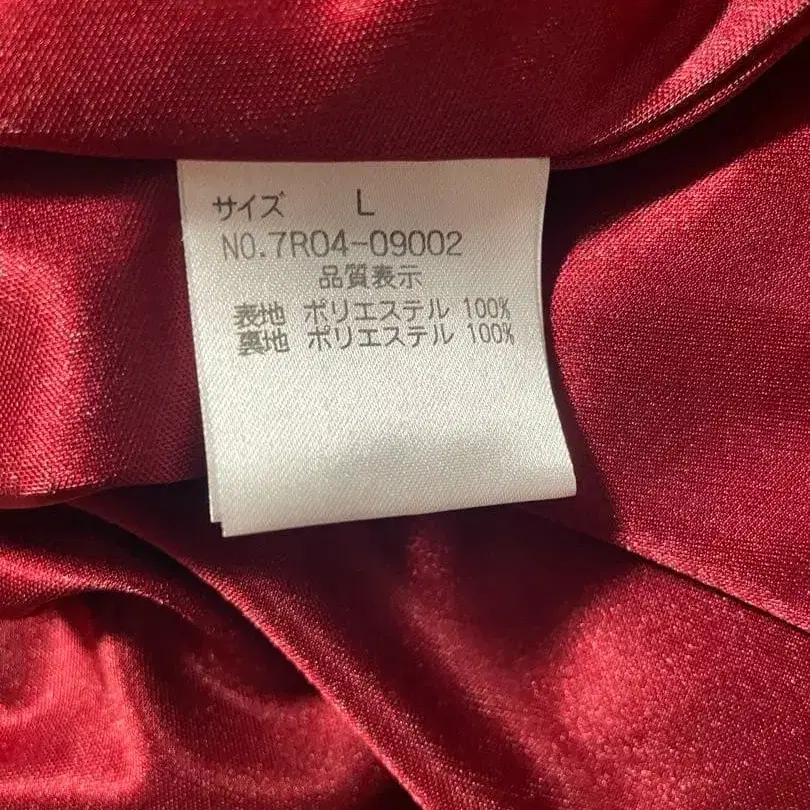 サイズ L
NO.7R04-09002
品質表示
表地 ポリエステル 100%
裏地 ポリエステル 100%